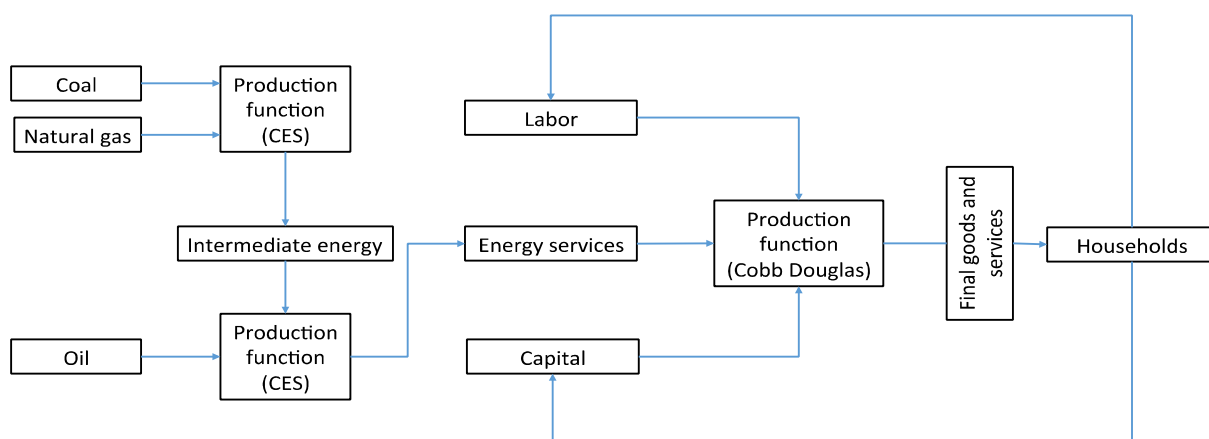 Coal
Natural gas
Production
function
(CES)
Intermediate energy
Oil
Production
function
(CES)
Labor
Energy services
Capital
Production
function
(Cobb Douglas)
Final goods and
services
Households